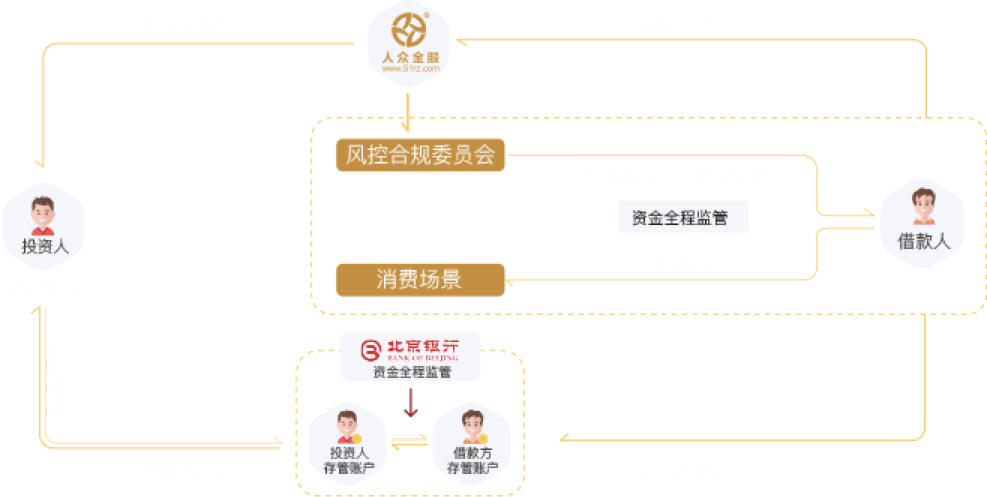 人众金服
www.51rz.com
风控合规委员会
资金全程监管
投资人
借款人
消费场景
北京银行
BANK OF BEIJING
资金全程监管
投资人
存管账户
借款方
存管账户